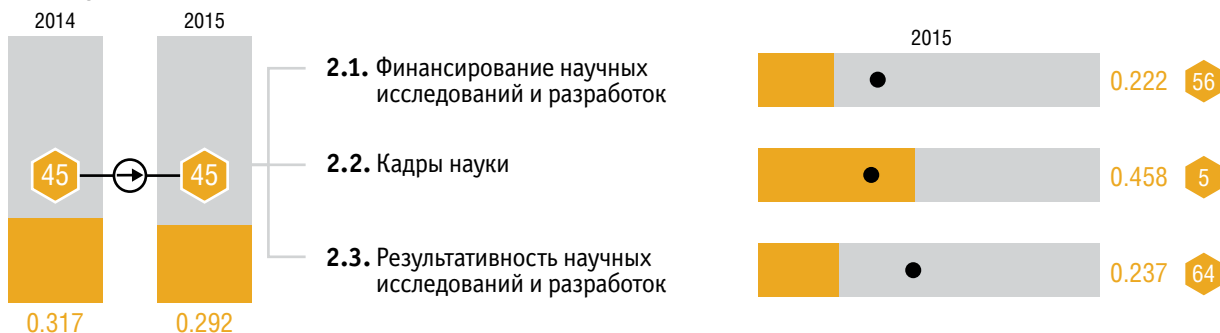 2014
2015
45
45
0.317
0.292
2.1. Финансирование научных
исследований и разработок
2.2. Кадры науки
2.3. Результативность научных
исследований и разработок
2015
0.222
56
0.458
5
0.237
64